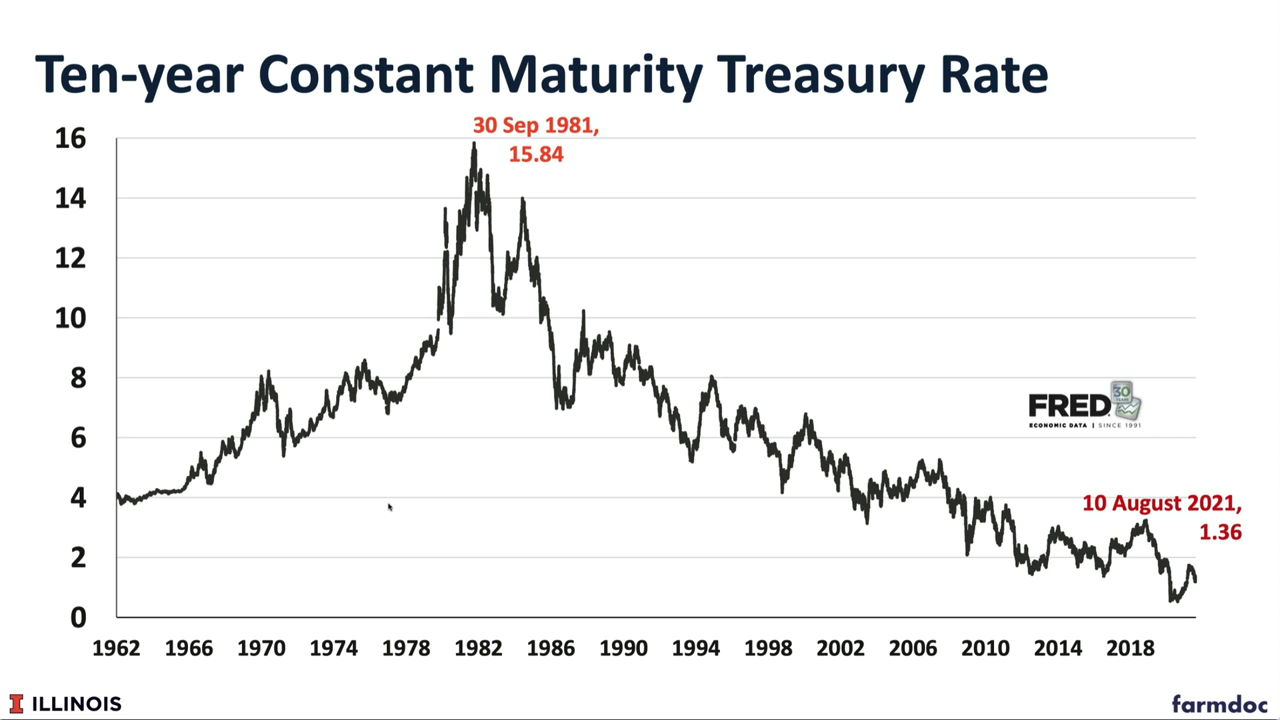 Ten-year Constant Maturity Treasury Rate
30 Sep 1981,
15.84
16
14
12
10
8
6
4
2
0
FRED
30
YEARS
ECONOMIC DATA | SINCE 1991
10 August 2021,
1.36
1962 1966 1970 1974 1978 1982 1986 1990 1994 1998 2002 2006 2010 2014 2018
I ILLINOIS
farmdoc